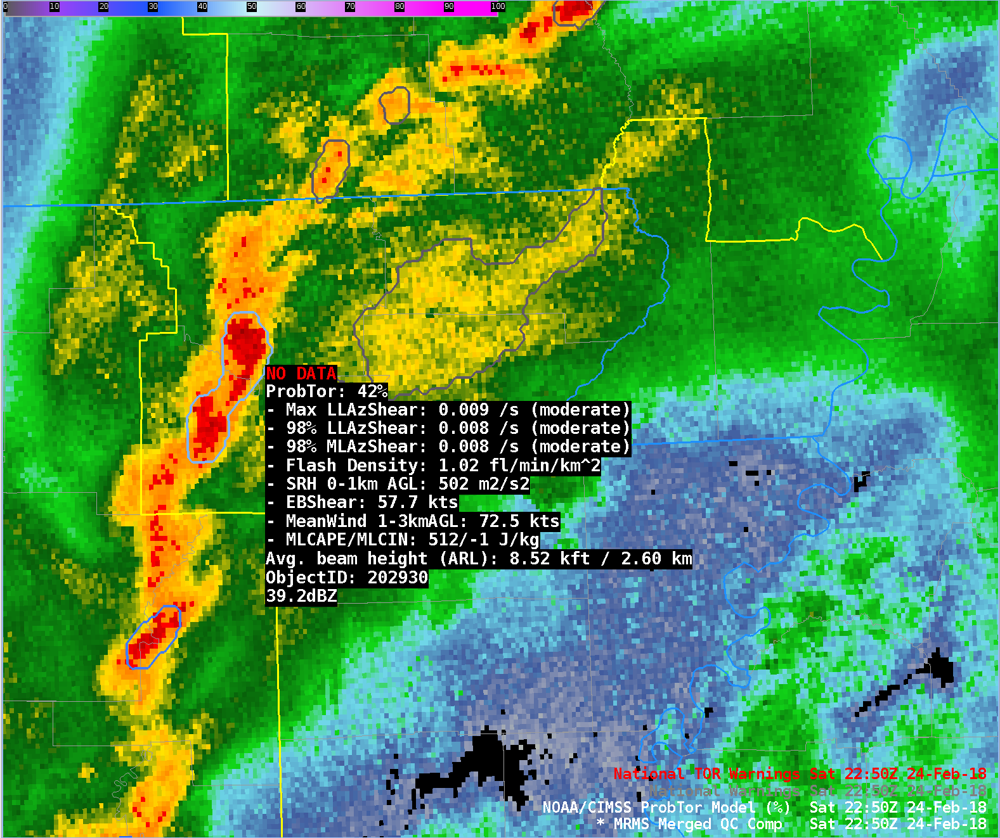 0 10 20 30 40 50 60 70 80 90 100
NO DATA
ProbTor: 42%
- Max LLAzShear: 0.009 /s (moderate)
- 98% LLAzShear: 0.008 /s (moderate)
- 98% MLAzShear: 0.008 /s (moderate)
- Flash Density: 1.02 fl/min/km^2
- SRH 0-1km AGL: 502 m2/s2
- EBShear: 57.7 kts
- MeanWind 1-3kmAGL: 72.5 kts
- MLCAPE/MLCIN: 512/-1 J/kg
Avg. beam height (ARL): 8.52 kft / 2.60 km
ObjectID: 202930
39.2dBZ
National TOR Warnings Sat 22:50Z 24-Feb-18
National Warnings Sat 22:50Z 24-Feb-18
NOAA/CIMSS ProbTor Model (%) Sat 22:50Z 24-Feb-18
* MRMS Merged QC Comp Sat 22:50Z 24-Feb-18